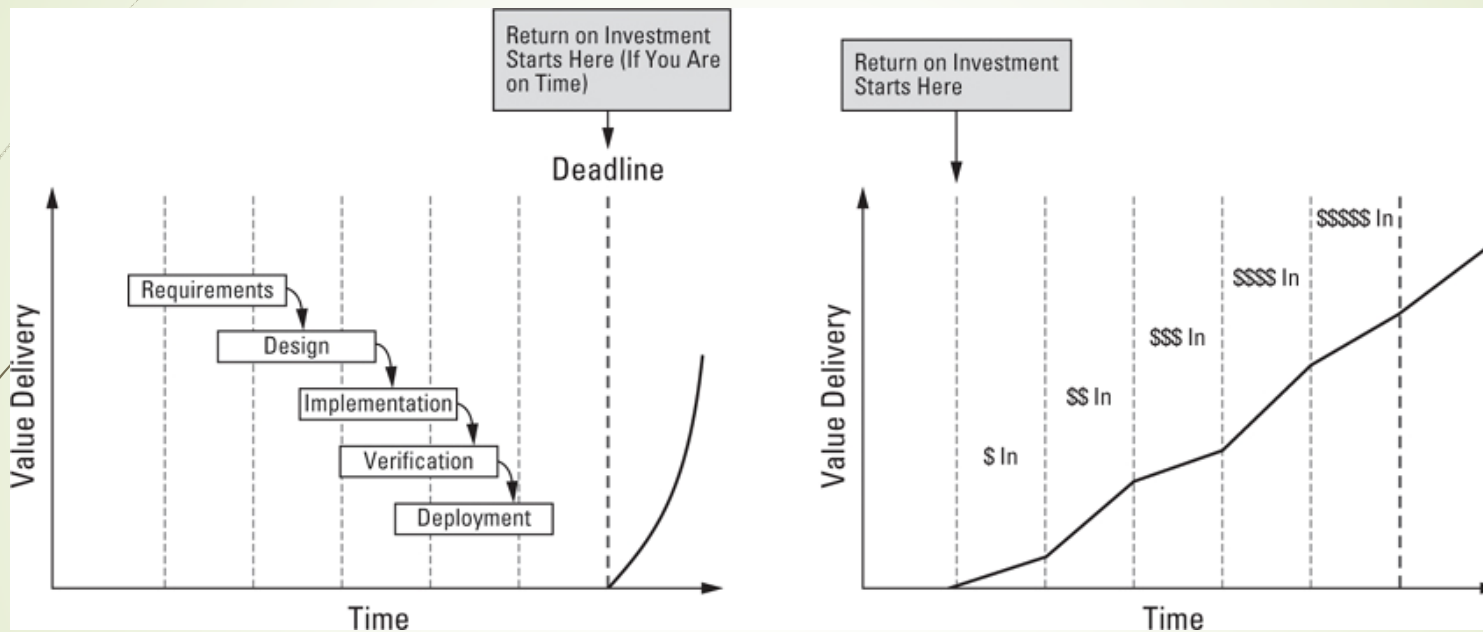 Return on Investment
Starts Here (If You Are
on Time)
Deadline
Requirements
Design
Implementation
Verification
Deployment
Value Delivery
Time
Return on Investment
Starts Here
$ In
$$ In
$$$ In
$$$$ In
$$$$$ In
Value Delivery
Time